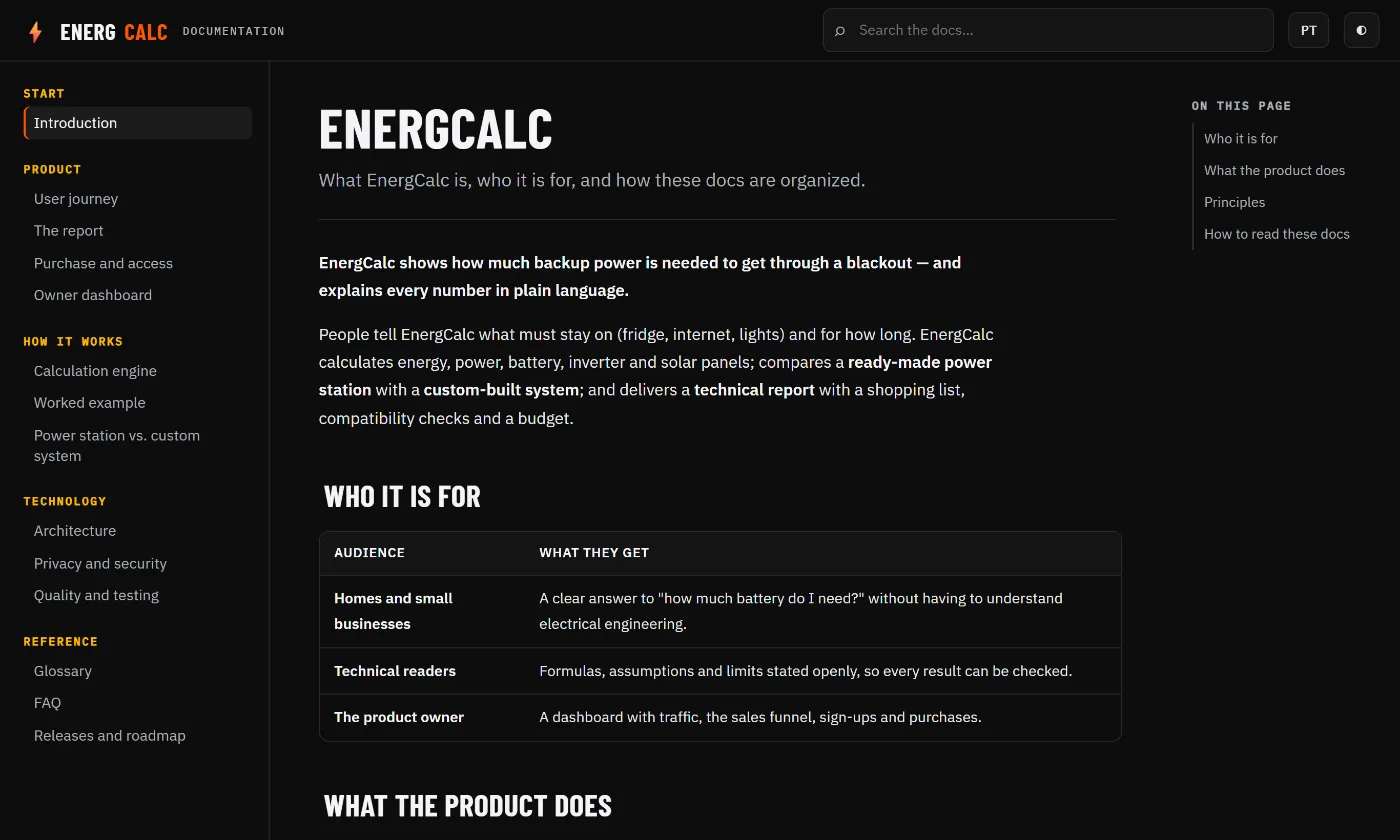 ENERG CALC DOCUMENTATION
Search the docs...
PT
START
Introduction
PRODUCT
User journey
The report
Purchase and access
Owner dashboard
HOW IT WORKS
Calculation engine
Worked example
Power station vs. custom
system
TECHNOLOGY
Architecture
Privacy and security
Quality and testing
REFERENCE
Glossary
FAQ
Releases and roadmap
ENERGCALC
What EnergCalc is, who it is for, and how these docs are organized.
EnergCalc shows how much backup power is needed to get through a blackout — and
explains every number in plain language.
People tell EnergCalc what must stay on (fridge, internet, lights) and for how long. EnergCalc
calculates energy, power, battery, inverter and solar panels; compares a ready-made power
station with a custom-built system; and delivers a technical report with a shopping list,
compatibility checks and a budget.
WHO IT IS FOR
AUDIENCE WHAT THEY GET
Homes and small
businesses
A clear answer to "how much battery do I need?" without having to understand
electrical engineering.
Technical readers
Formulas, assumptions and limits stated openly, so every result can be checked.
The product owner
A dashboard with traffic, the sales funnel, sign-ups and purchases.
WHAT THE PRODUCT DOES
ON THIS PAGE
Who it is for
What the product does
Principles
How to read these docs